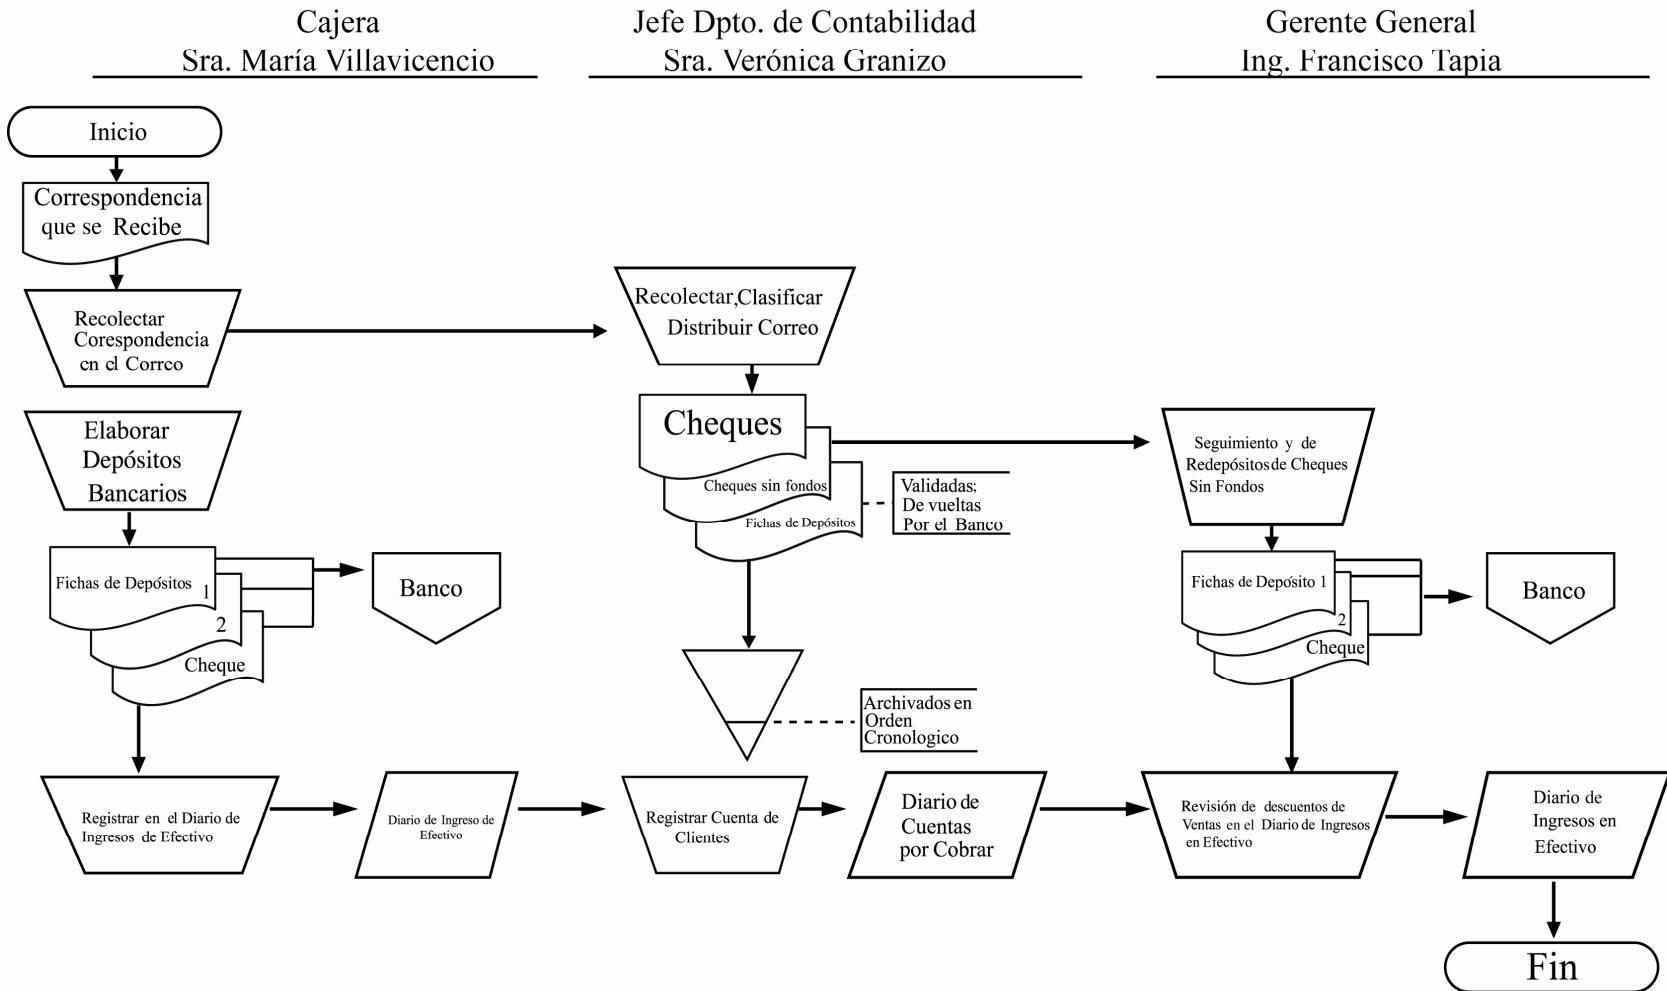 Cajera
Sra. María Villavicencio
Jefe Dpto. de Contabilidad
Sra. Verónica Granizo
Gerente General
Ing. Francisco Tapia
Inicio
Correspondencia
que se Recibe
Recolectar
Corespondencia
en el Correo
Recolectar,Clasificar
Distribuir Correo
Elaborar
Depósitos
Bancarios
Cheques
Cheques sin fondos
Fichas de Depósitos
Validadas;
De vueltas
Por el Banco
Seguimiento y de
Redepósitos de Cheques
Sin Fondos
Fichas de Depósitos 1
2
Cheque
Banco
Fichas de Depósito 1
2
Cheque
Banco
Archivados en
Orden
Cronologico
Registrar en el Diario de
Ingresos de Efectivo
Diario de Ingreso de
Efectivo
Registrar Cuenta de
Clientes
Diario de
Cuentas
por Cobrar
Revisión de descuentos de
Ventas en el Diario de Ingresos
en Efectivo
Diario de
Ingresos en
Efectivo
Fin